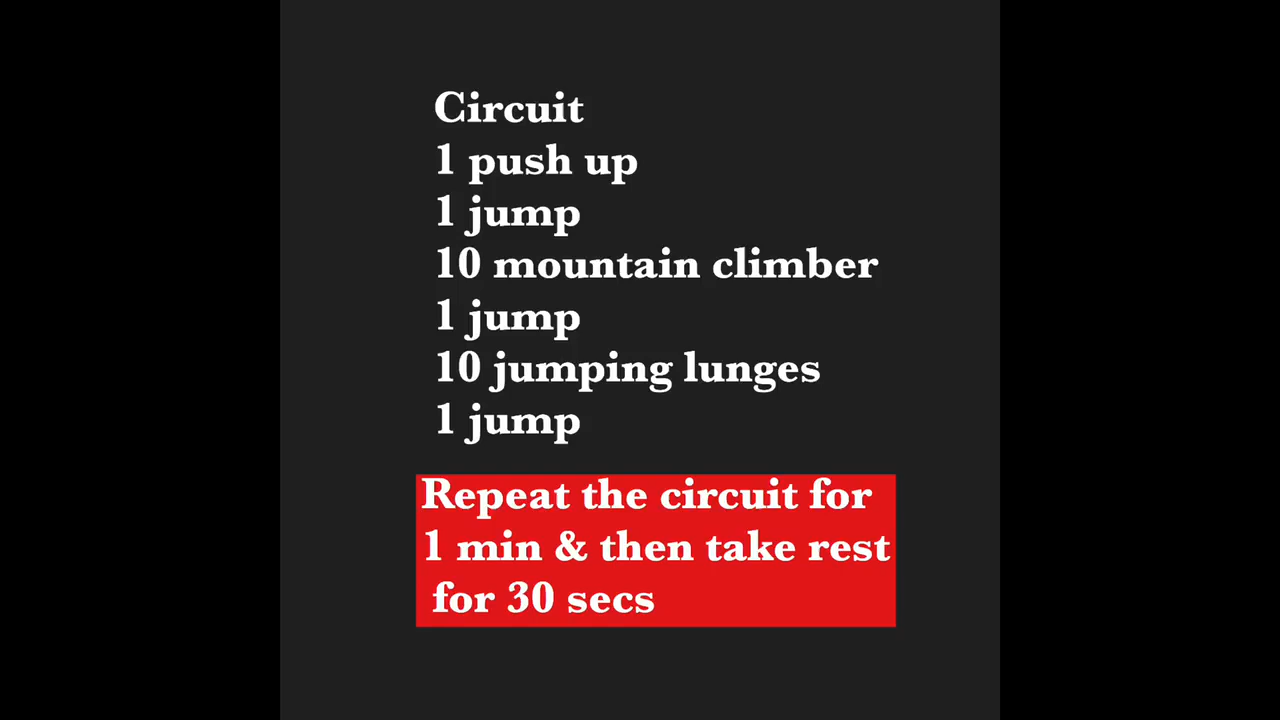 Circuit
1 push up
1 jump
10 mountain climber
1 jump
10 jumping lunges
1 jump
Repeat the circuit for
1 min & then take rest
for 30 secs